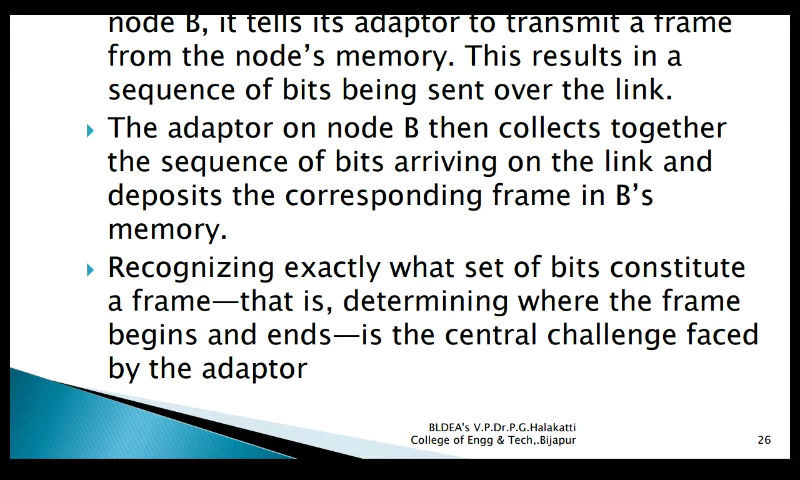 node B, it tells its adaptor to transmit a frame
from the node's memory. This results in a
sequence of bits being sent over the link.
The adaptor on node B then collects together
the sequence of bits arriving on the link and
deposits the corresponding frame in B's
memory.
Recognizing exactly what set of bits constitute
a frame—that is, determining where the frame
begins and ends—is the central challenge faced
by the adaptor
BLDEA's V.P.Dr.P.G.Halakatti
College of Engg & Tech,.Bijapur
26